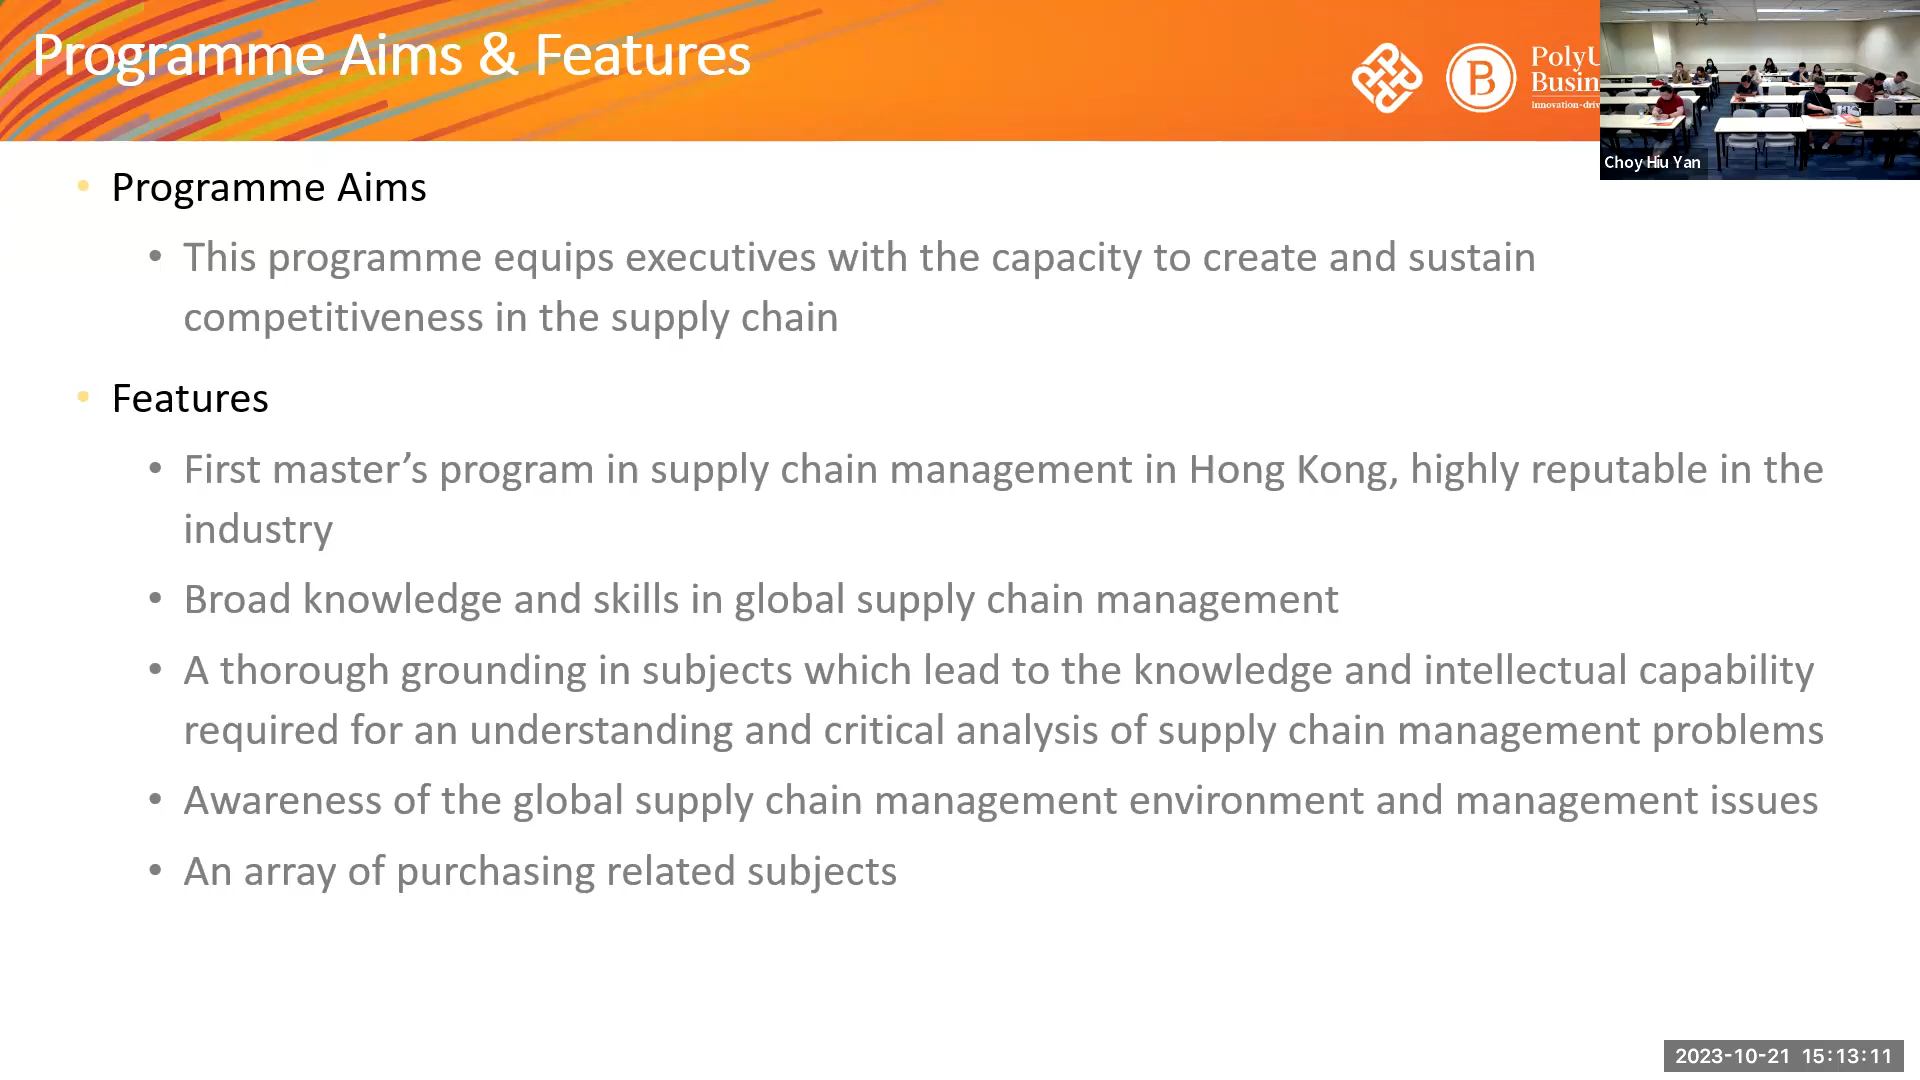 Programme Aims & Features
B
PolyU
Busin
Innovation-driv
Choy Hiu Yan
• Programme Aims
• This programme equips executives with the capacity to create and sustain
competitiveness in the supply chain
• Features
• First master’s program in supply chain management in Hong Kong, highly reputable in the
industry
• Broad knowledge and skills in global supply chain management
• A thorough grounding in subjects which lead to the knowledge and intellectual capability
required for an understanding and critical analysis of supply chain management problems
• Awareness of the global supply chain management environment and management issues
• An array of purchasing related subjects
2023-10-21 15:13:11